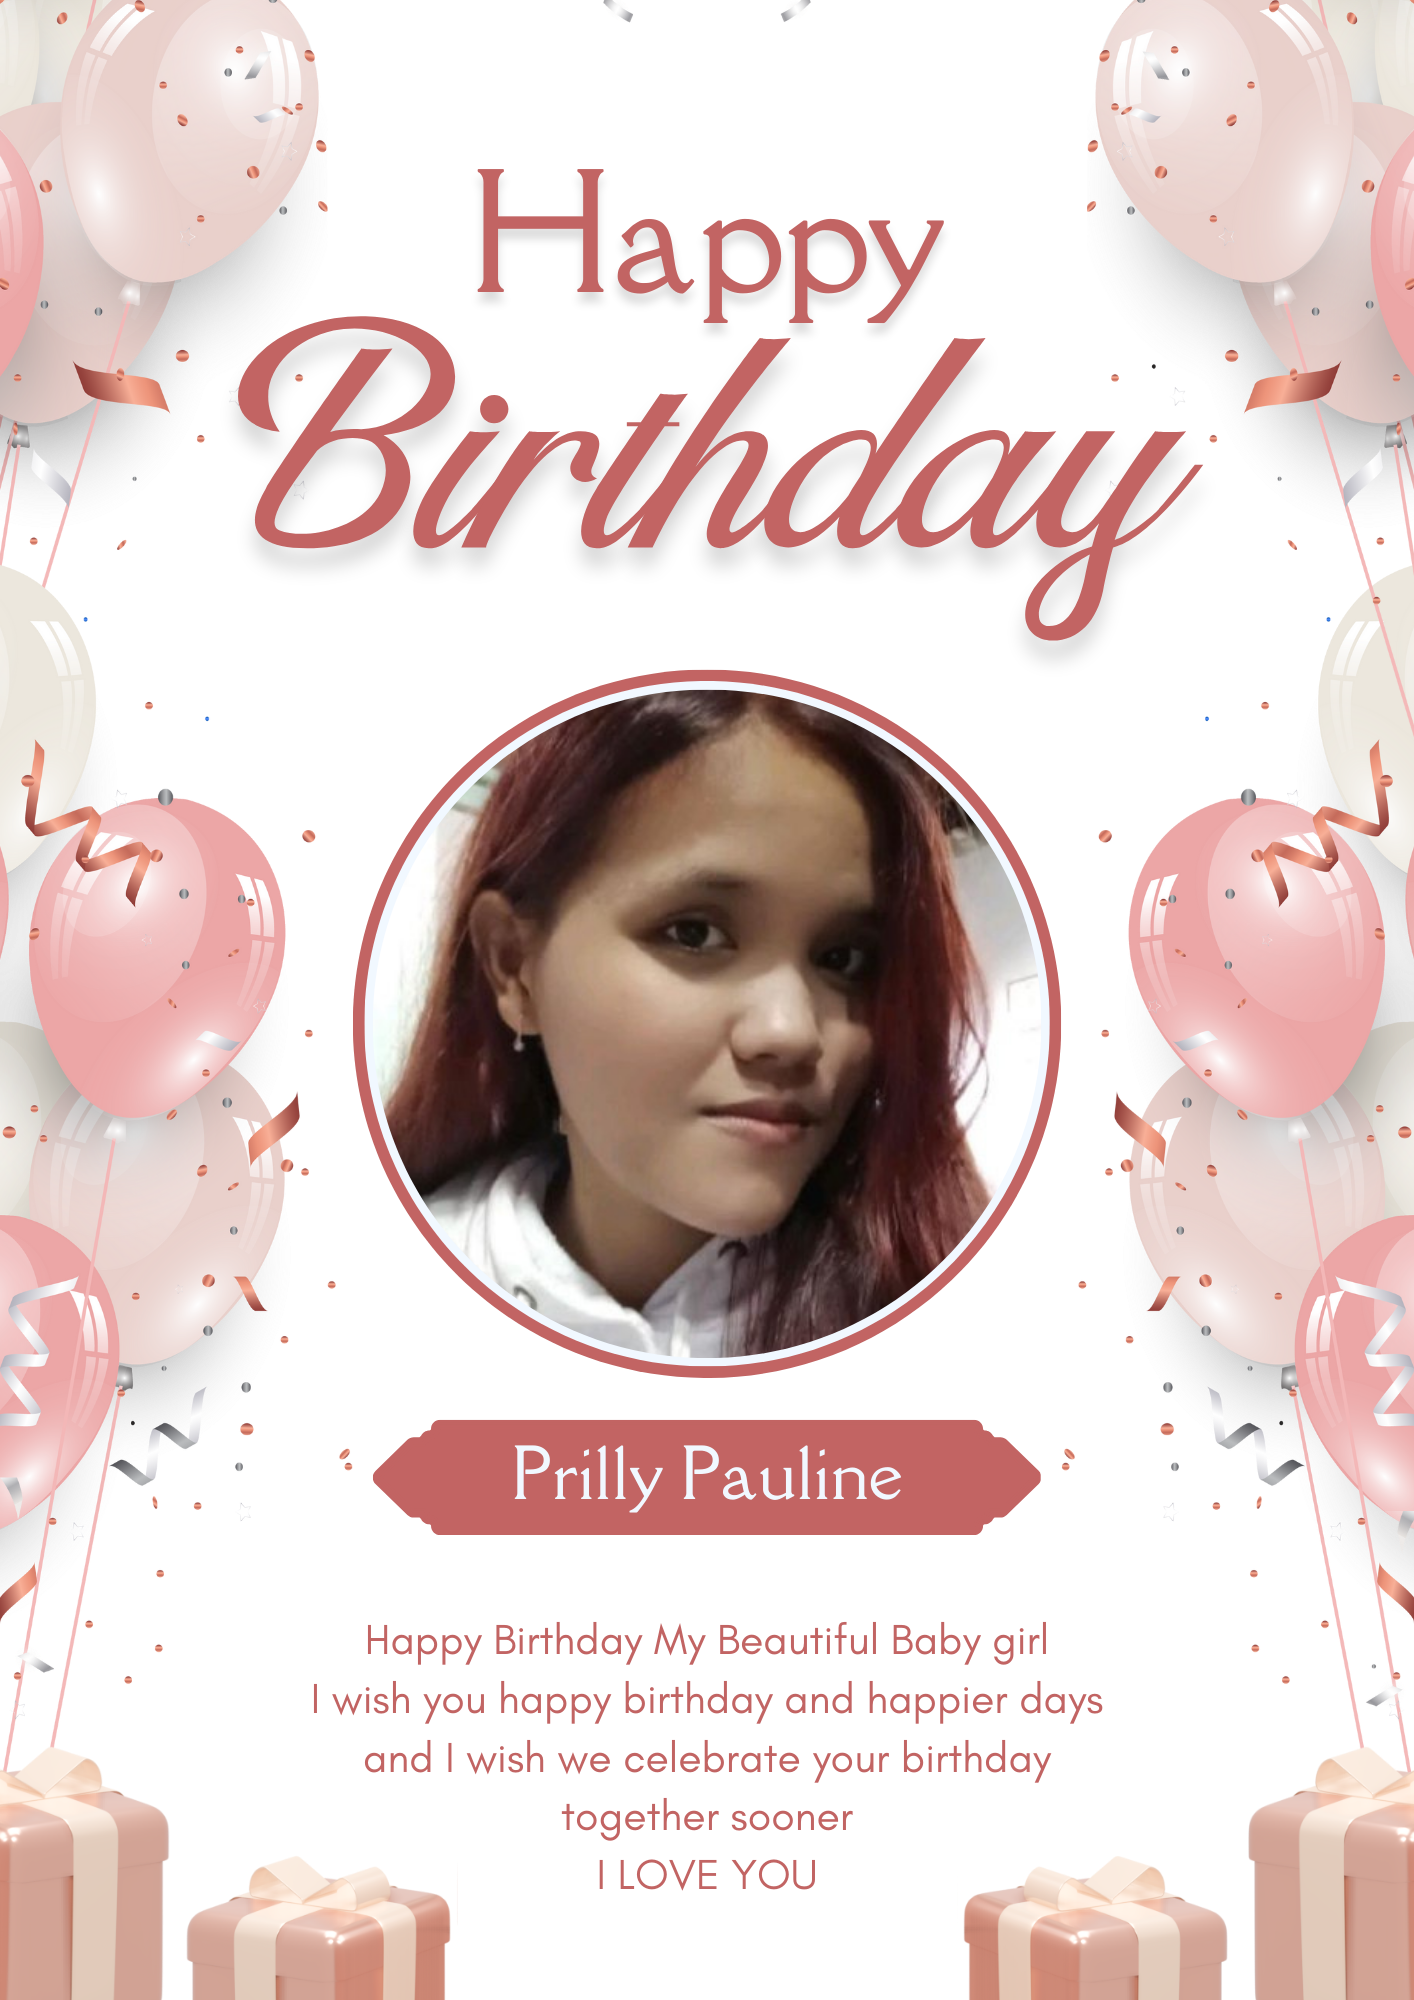 Happy
Birthday
Prilly Pauline
Happy Birthday My Beautiful Baby girl
I wish you happy birthday and happier days
and I wish we celebrate your birthday
together sooner
I LOVE YOU